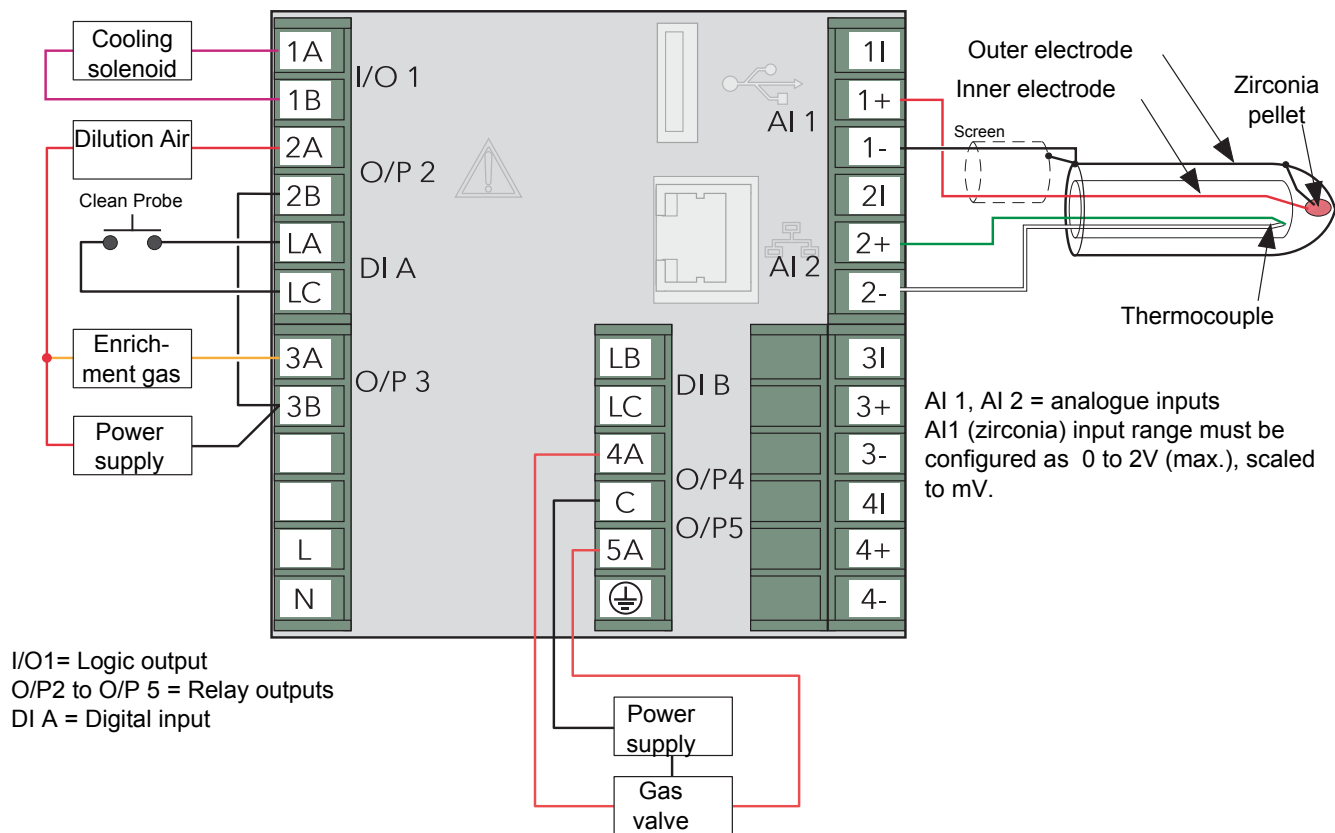 Cooling
solenoid
Dilution Air
Clean Probe
Enrich-
ment gas
Power
supply
1A
1B
2A
2B
LA
LC
3A
3B
L
N
I/O 1
O/P 2
DI A
O/P 3
AI 1
AI 2
LB
LC
4A
C
5A
DI B
O/P4
O/P5
1I
1+
1-
2I
2+
2-
3I
3+
3-
4I
4+
4-
Screen
Outer electrode
Inner electrode
Zirconia
pellet
Thermocouple
AI 1, AI 2 = analogue inputs
AI1 (zirconia) input range must be
configured as 0 to 2V (max.), scaled
to mV.
I/O1= Logic output
O/P2 to O/P 5 = Relay outputs
DI A = Digital input
Power
supply
Gas
valve